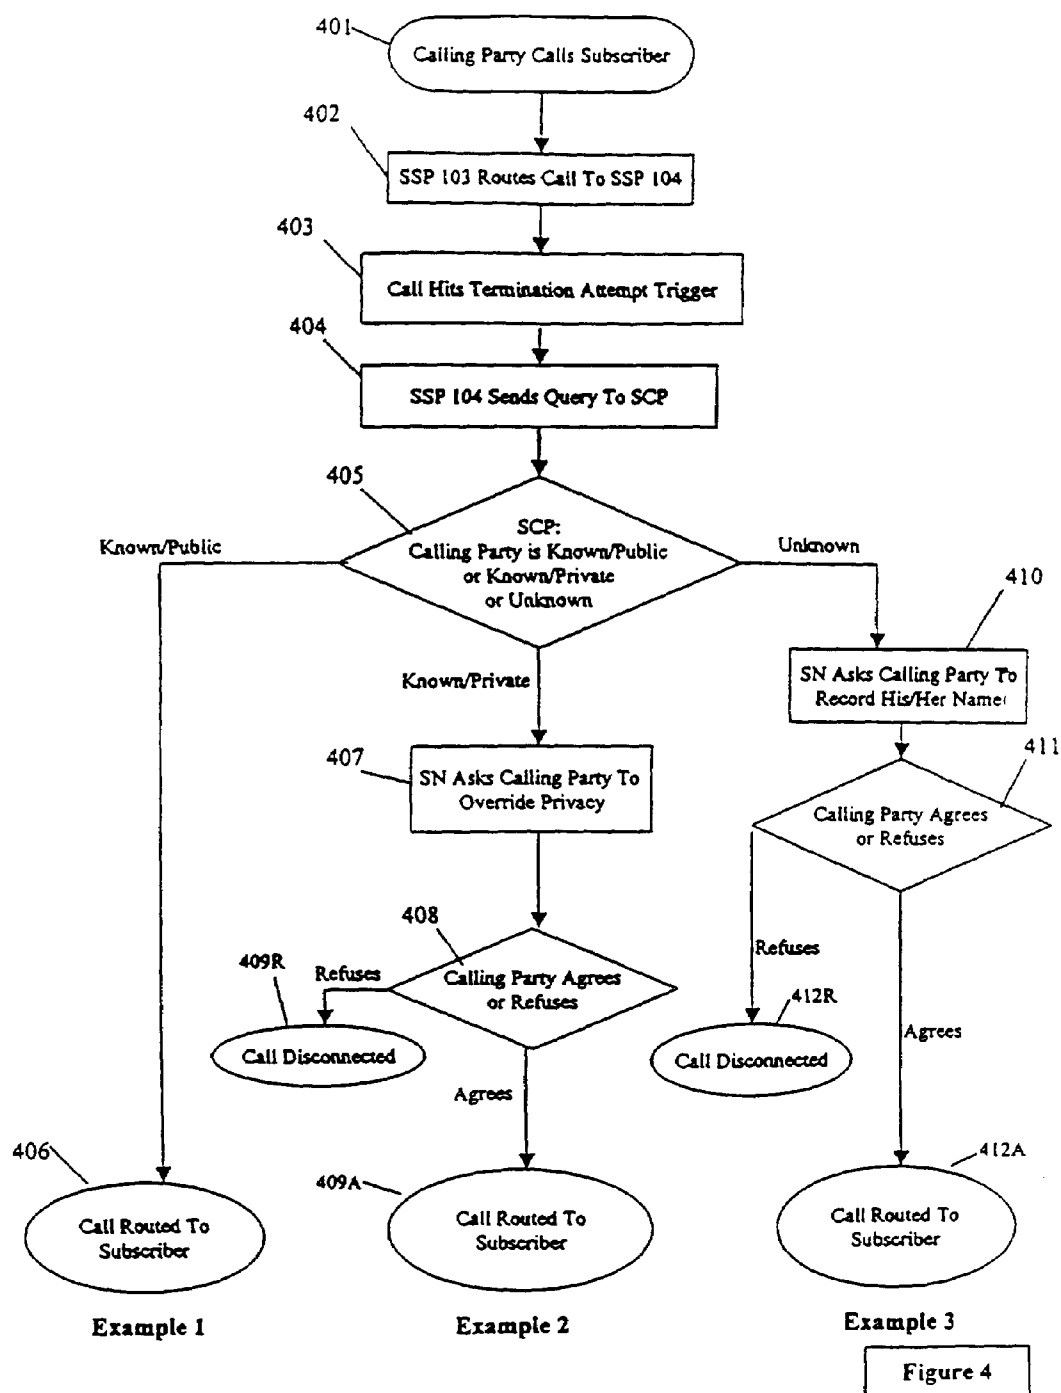 401
Calling Party Calls Subscriber
402
SSP 103 Routes Call To SSP 104
403
Call Hits Termination Attempt Trigger
404
SSP 104 Sends Query To SCP
405
SCP:
Calling Party is Known/Public
or Known/Private
or Unknown
Known/Public
Unknown
Known/Private
410
SN Asks Calling Party To
Record His/Her Name
407
SN Asks Calling Party To
Override Privacy
411
Calling Party Agrees
or Refuses
408
Calling Party Agrees
or Refuses
409R
Refuses
Call Disconnected
Refuses
412R
Call Disconnected
Agrees
Agrees
406
Call Routed To
Subscriber
409A
Call Routed To
Subscriber
412A
Call Routed To
Subscriber
Example 1
Example 2
Example 3
Figure 4